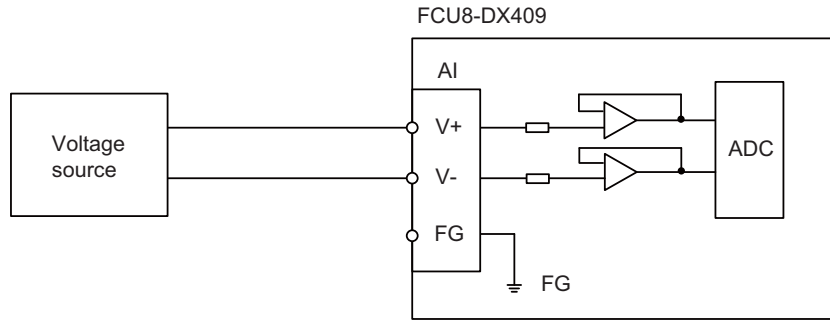 FCU8-DX409
AI
Voltage
source
V+
V-
FG
ADC
FG